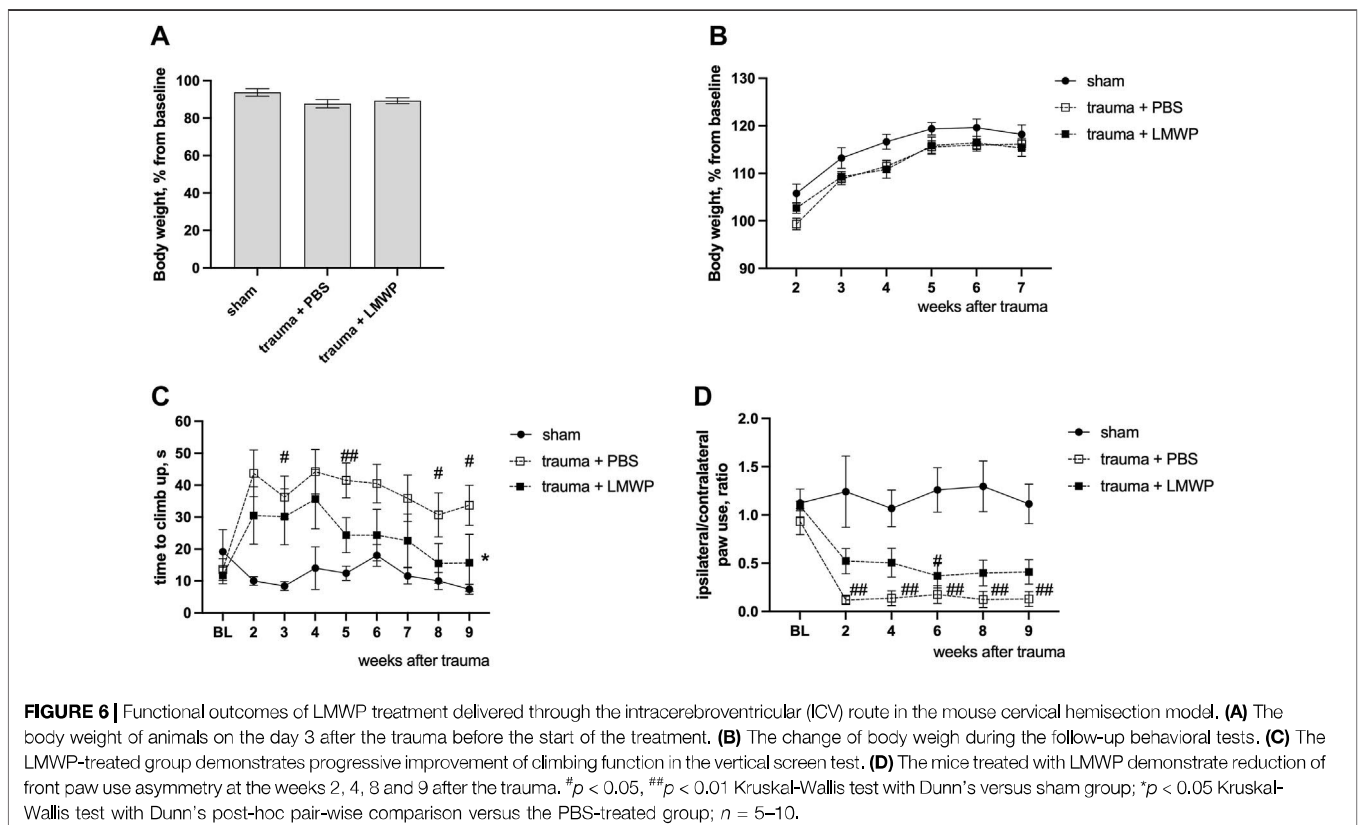 A
Body weight, % from baseline
100
80
60
40
20
0
sham
trauma + PBS
trauma + LMWP
B
Body weight, % from baseline
130
120
110
100
90
2 3 4 5 6 7
weeks after trauma
sham
trauma + PBS
trauma + LMWP
C
time to climb up, s
60
50
40
30
20
10
0
# ## # #
*
BL 2 3 4 5 6 7 8 9
weeks after trauma
sham
trauma + PBS
trauma + LMWP
D
ipsilateral/contralateral
paw use, ratio
2.0
1.5
1.0
0.5
0.0
#
## ## ## ## ##
BL 2 4 6 8 9
weeks after trauma
sham
trauma + PBS
trauma + LMWP
FIGURE 6 | Functional outcomes of LMWP treatment delivered through the intracerebroventricular (ICV) route in the mouse cervical hemisection model. (A) The
body weight of animals on the day 3 after the trauma before the start of the treatment. (B) The change of body weigh during the follow-up behavioral tests. (C) The
LMWP-treated group demonstrates progressive improvement of climbing function in the vertical screen test. (D) The mice treated with LMWP demonstrate reduction of
front paw use asymmetry at the weeks 2, 4, 8 and 9 after the trauma. #p < 0.05, ##p < 0.01 Kruskal-Wallis test with Dunn's versus sham group; *p < 0.05 Kruskal-
Wallis test with Dunn's post-hoc pair-wise comparison versus the PBS-treated group; n = 5–10.